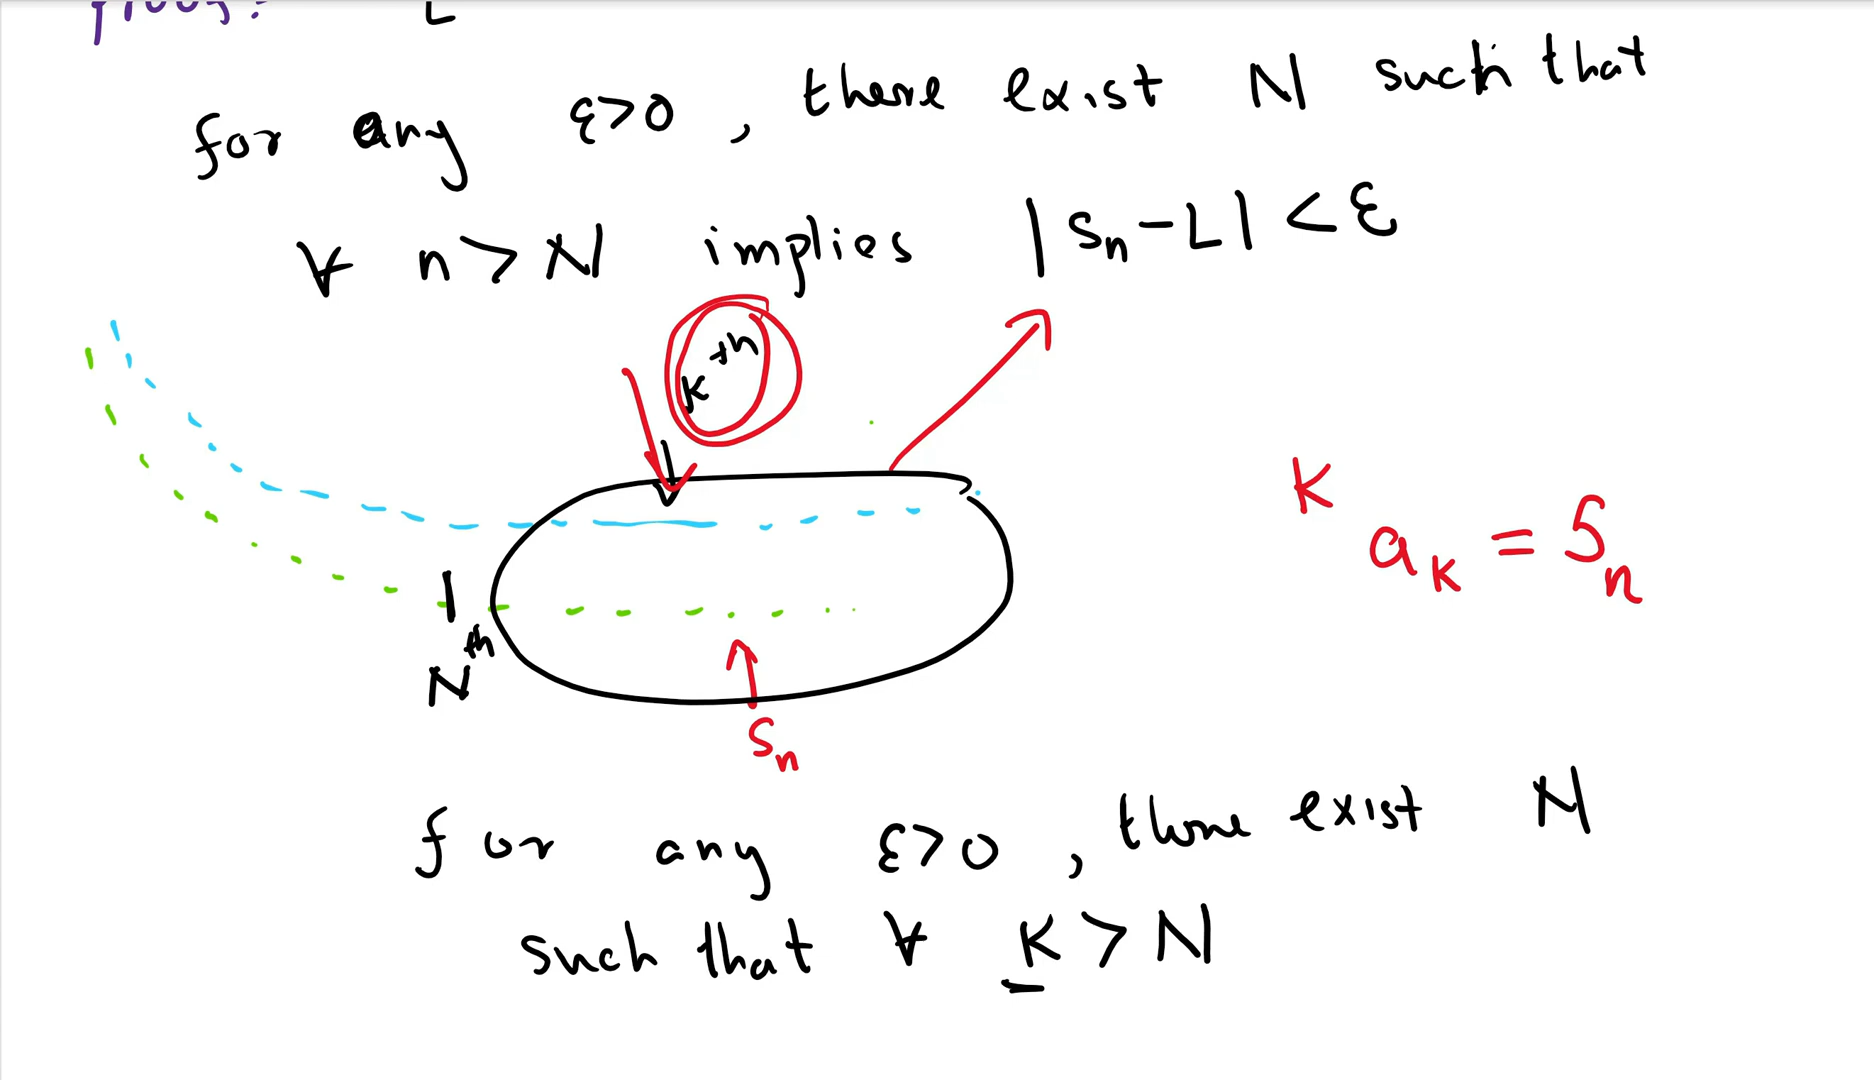 L
for any ε>0, there exist N such that
∀ n > N implies |Sn-L| < ε
Kth
K
aK = Sn
Nth
Sn
for any ε>0, there exist N
such that ∀ K > N